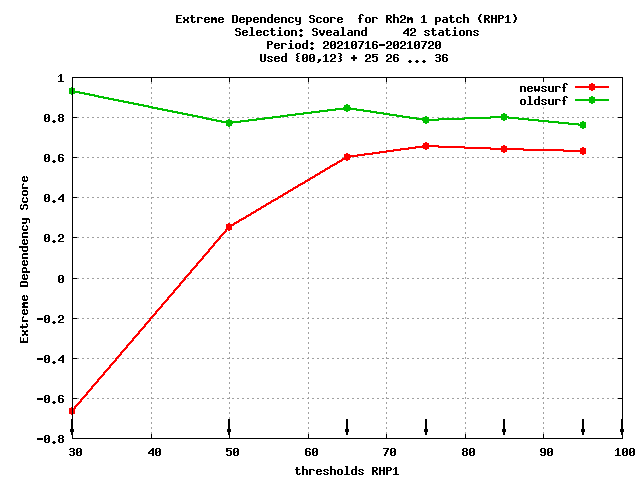 Extreme Dependency Score  for Rh2m 1 patch (RHP1)
Selection: Svealand     42 stations
Period: 20210716-20210720
Used {00,12} + 25 26 ... 36
newsurf
oldsurf
1
0.8
0.6
0.4
0.2
0
-0.2
-0.4
-0.6
-0.8
Extreme Dependency Score
30 40 50 60 70 80 90 100
thresholds RHP1